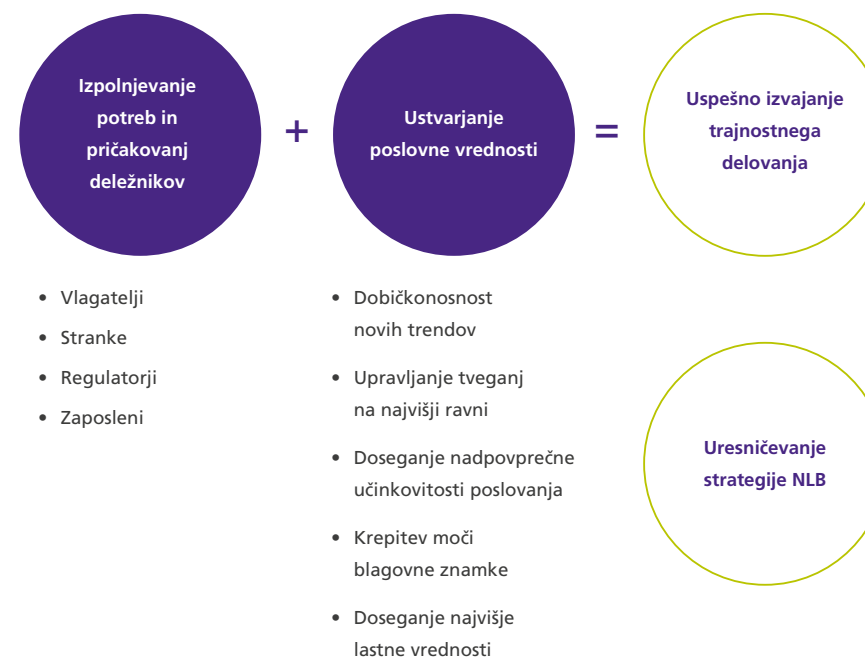 Izpolnjevanje
potreb in
pričakovanj
deležnikov
+
Ustvarjanje
poslovne vrednosti
=
Uspešno izvajanje
trajnostnega
delovanja
• Vlagatelji
• Stranke
• Regulatorji
• Zaposleni
• Dobičkonosnost
novih trendov
• Upravljanje tveganj
na najvišji ravni
• Doseganje nadpovprečne
učinkovitosti poslovanja
• Krepitev moči
blagovne znamke
• Doseganje najvišje
lastne vrednosti
Uresničevanje
strategije NLB